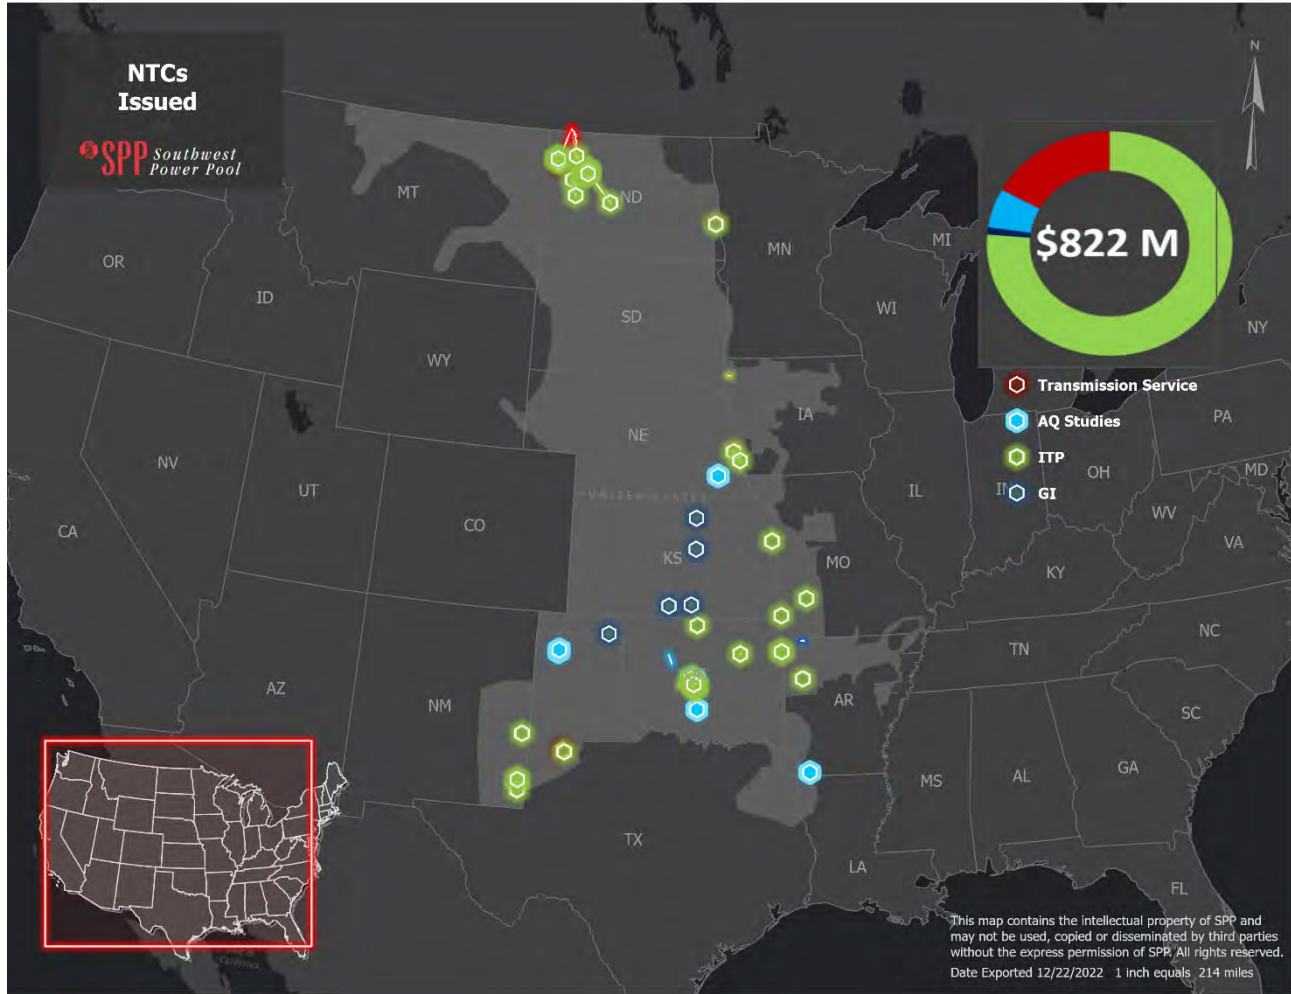 NTCs
Issued
SPP Southwest
Power Pool
N
$822 M
Transmission Service
AQ Studies
ITP
GI
MT
ND
MN
MI
OR
ID
SD
WI
NY
WY
IA
NE
PA
NV
UT
IL
OH
MD
UNITED STATES
CA
CO
KS
MO
WV
VA
KY
AZ
NM
TN
NC
AR
SC
MS
AL
GA
TX
LA
FL
California
This map contains the intellectual property of SPP and
may not be used, copied or disseminated by third parties
without the express permission of SPP. All rights reserved.
Date Exported 12/22/2022 1 inch equals 214 miles